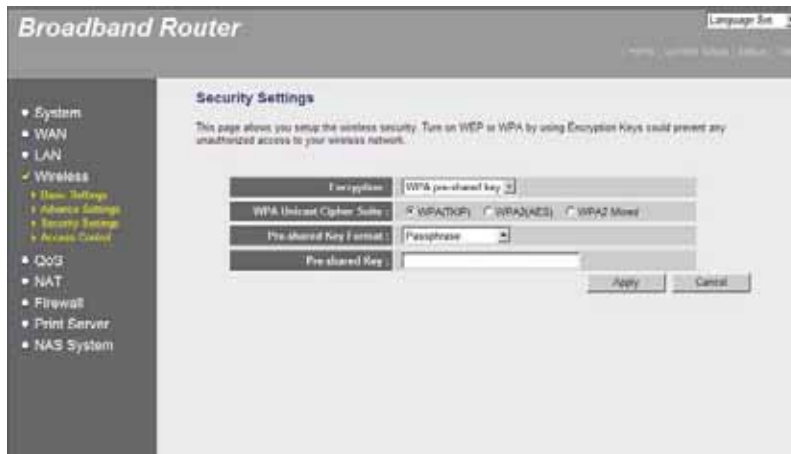 Broadband Router
Language Set
System
WAN
LAN
Wireless
Basic Settings
Advance Settings
Security Settings
Access Control
QoS
NAT
Firewall
Print Server
NAS System
Security Settings
This page allows you setup the wireless security. Turn on WEP or WPA by using Encryption Keys could prevent any
unauthorized access to your wireless network.
Encryption : WPA pre-shared key
WPA Unicast Cipher Suite : WPA(TKIP) WPA2(AES) WPA2 Mixed
Pre-shared Key Format : Passphrase
Pre-shared Key :
Apply Cancel